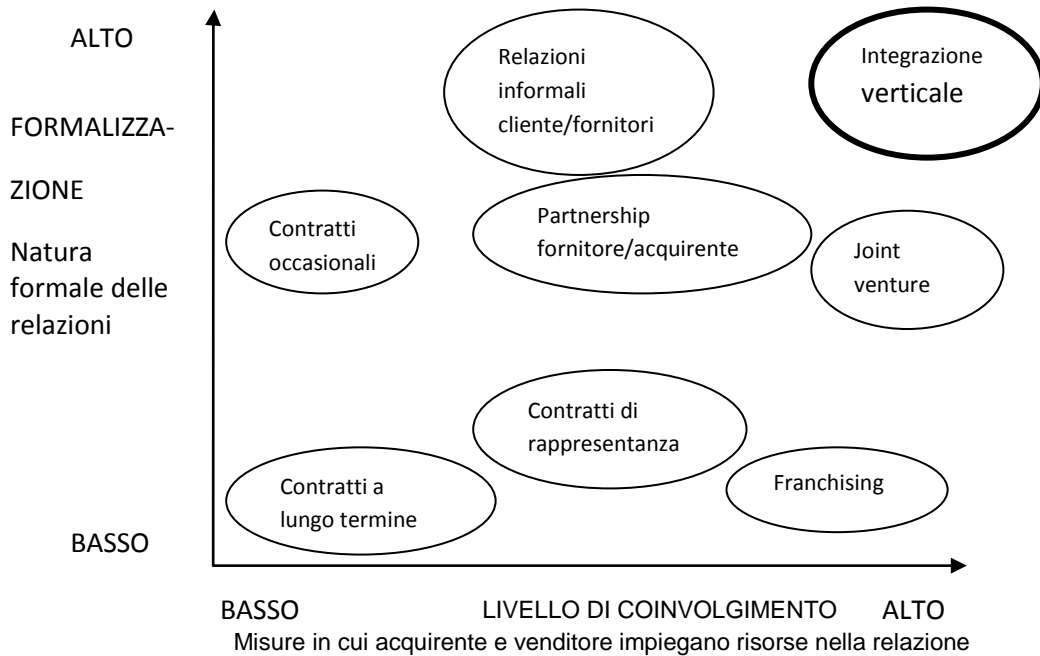 ALTO
FORMALIZZA-
ZIONE
Natura
formale delle
relazioni
BASSO
Relazioni
informali
cliente/fornitori
Integrazione
verticale
Contratti
occasionali
Partnership
fornitore/acquirente
Joint
venture
Contratti di
rappresentanza
Contratti a
lungo termine
Franchising
BASSO LIVELLO DI COINVOLGIMENTO ALTO
Misure in cui acquirente e venditore impiegano risorse nella relazione